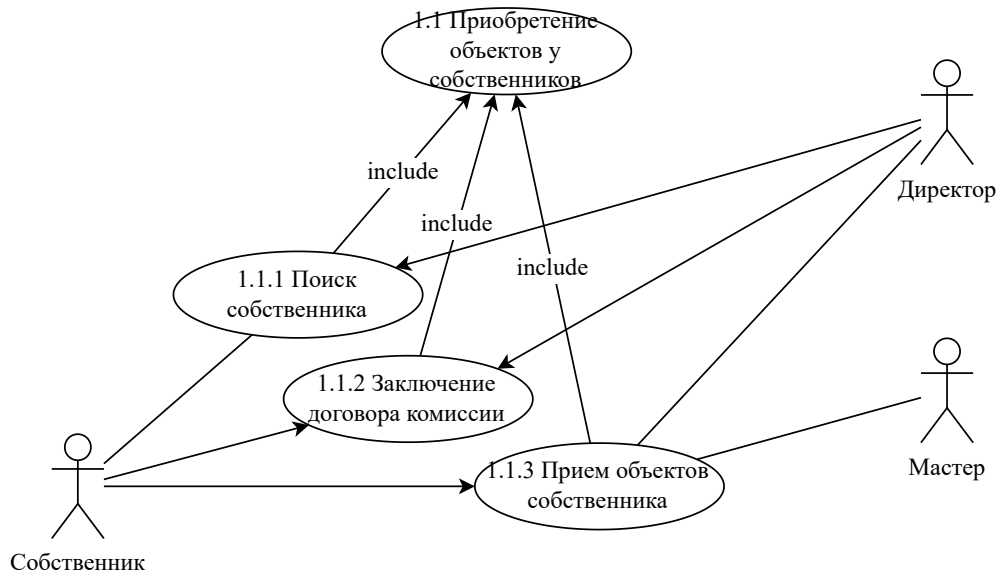 1.1 Приобретение
объектов у
собственников
Директор
include
include
include
1.1.1 Поиск
собственника
1.1.2 Заключение
договора комиссии
Мастер
1.1.3 Прием объектов
собственника
Собственник